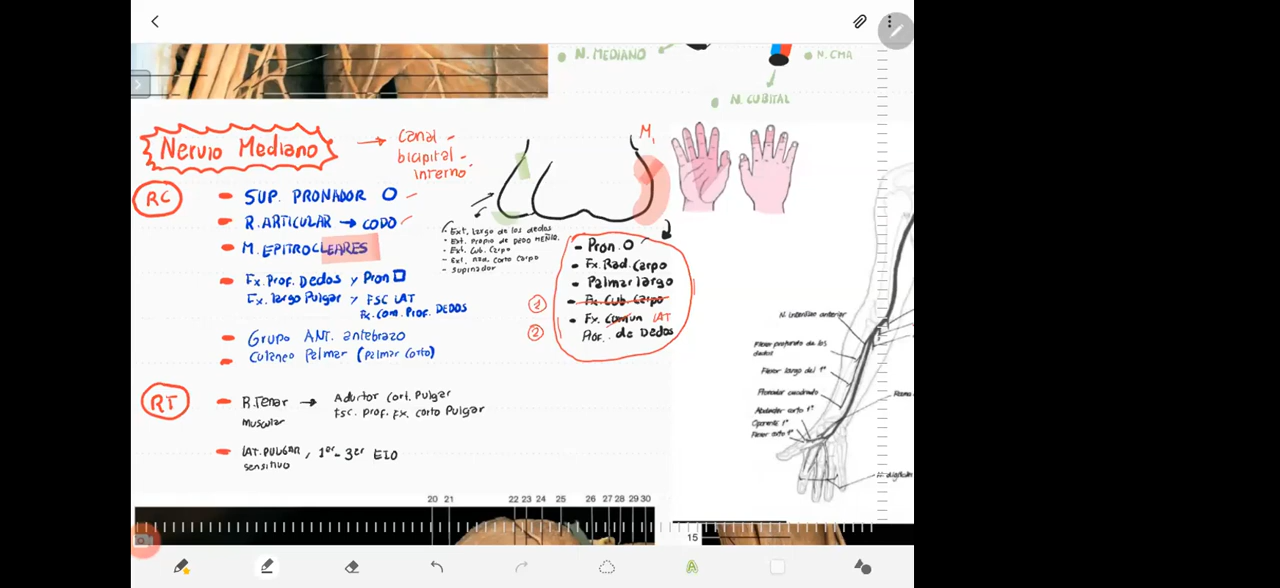 N. MEDIANO
N. CMA
N. CUBITAL
Nervio Mediano
→ Canal -
bicipital -
interno
M,
RC
SUP. PRONADOR O
R. ARTICULAR → CODO
M. EPITROCLEARES
Fx. Prof. Dedos y Pron □
Fx. largo Pulgar y FSC LAT
Fx. Com. Prof. DEDOS
Grupo ANT. antebrazo
Cutaneo Palmar (Palmar Corto)
• Ext. largo de los dedos
• Ext. propio de DEDO MEÑIQ.
• Ext. Cub. Carpo
- Ext. Rad. Corto Carpo
- Supinador
- Pron. O
- Fx. Rad. Carpo
- Palmar largo
1 - Fx. Cub Carpo
- Fx. Común LAT
2 Prof. de Dedos
RT
R. Tenar → Aductor Cort. Pulgar
Muscular Fsc. Prof. Fx. Corto Pulgar
LAT. PULGAR, 1er - 3er EIO
Sensitivo
N. interóseo anterior
Flexor profundo de los
dedos
Flexor largo del 1°
Pronador cuadrado
Abductor corto 1°
Oponente 1°
Flexor corto 1°
Rama
20 21 22 23 24 25 26 27 28 29 30
15
A